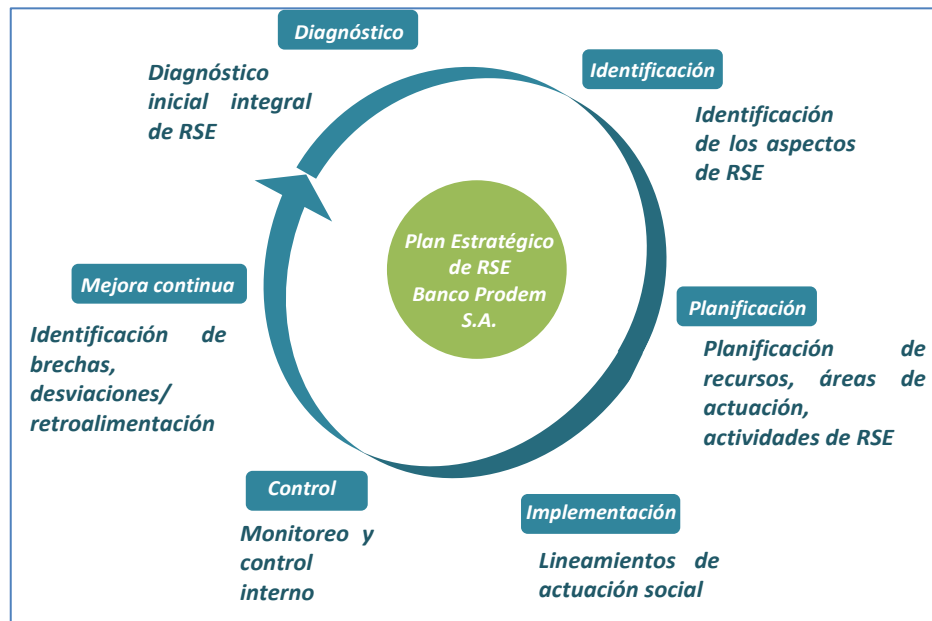 Diagnóstico
Diagnóstico
inicial integral
de RSE
Identificación
Identificación
de los aspectos
de RSE
Plan Estratégico
de RSE
Banco Prodem
S.A.
Planificación
Planificación de
recursos, áreas de
actuación,
actividades de RSE
Implementación
Lineamientos de
actuación social
Control
Monitoreo y
control
interno
Mejora continua
Identificación de
brechas,
desviaciones/
retroalimentación